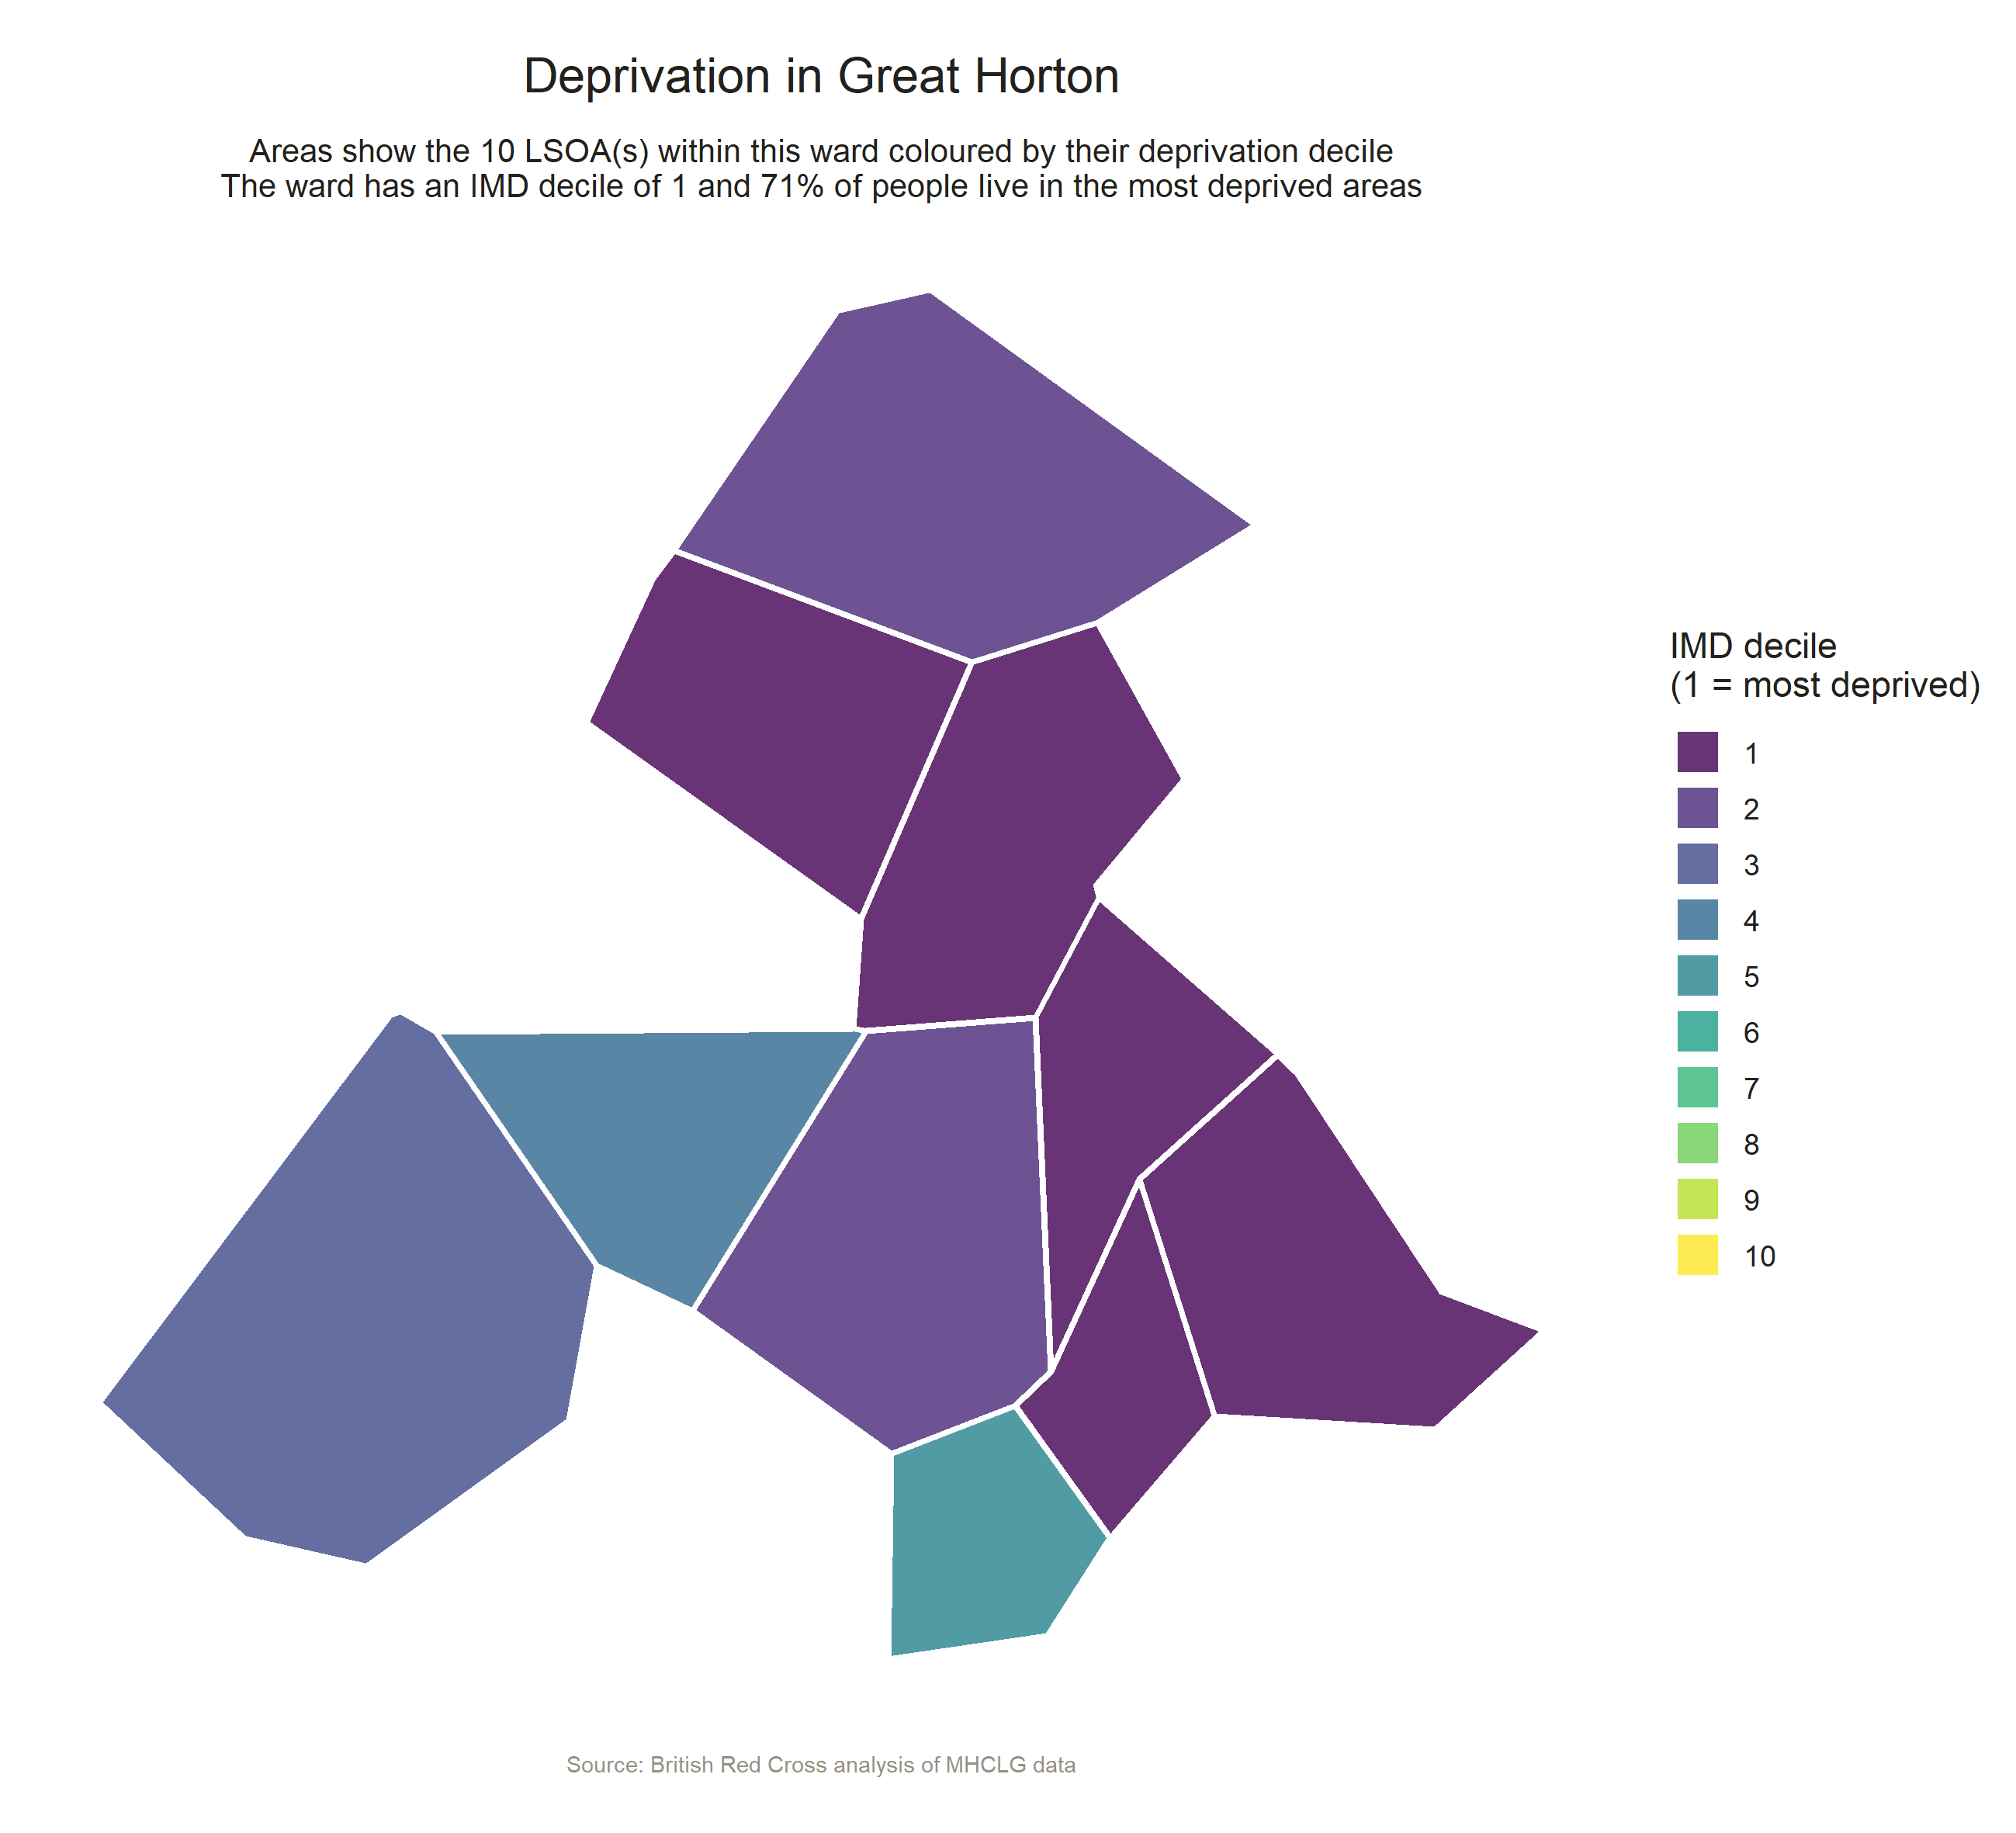 Deprivation in Great Horton
Areas show the 10 LSOA(s) within this ward coloured by their deprivation decile
The ward has an IMD decile of 1 and 71% of people live in the most deprived areas
IMD decile
(1 = most deprived)
1
2
3
4
5
6
7
8
9
10
Source: British Red Cross analysis of MHCLG data